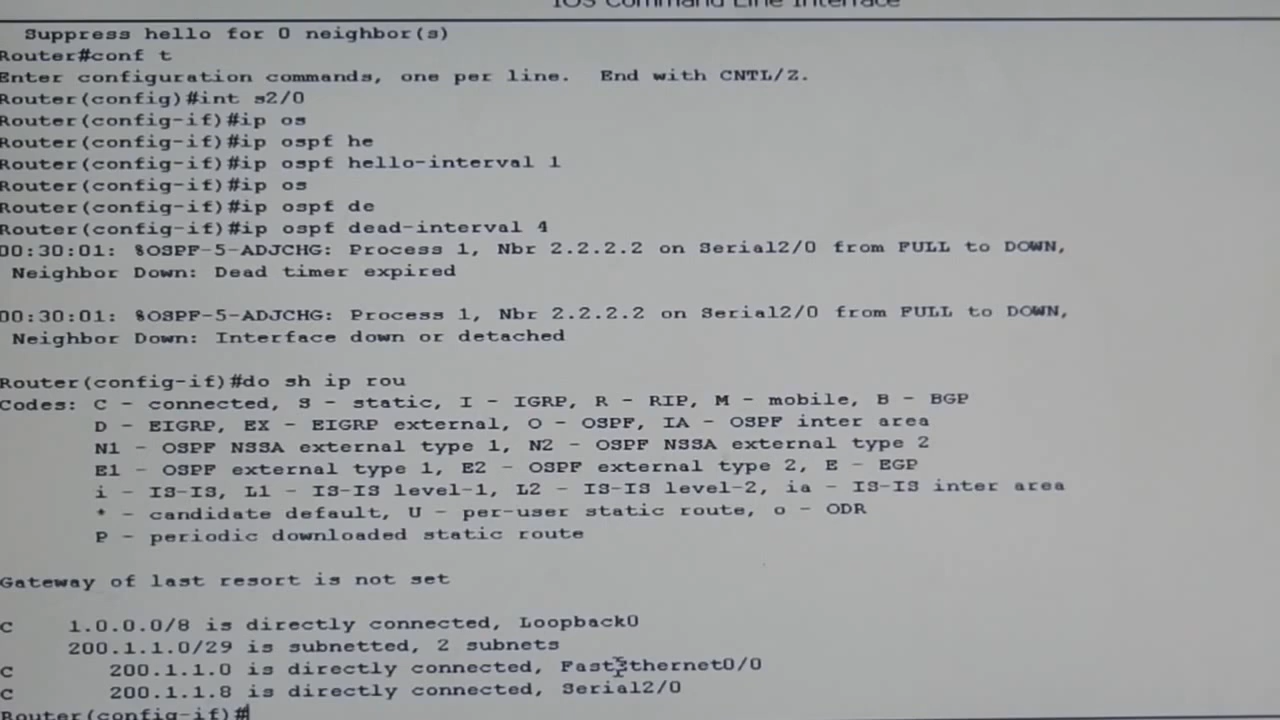 IOS Command Line Interface
Suppress hello for 0 neighbor(s)
Router#conf t
Enter configuration commands, one per line.  End with CNTL/Z.
Router(config)#int s2/0
Router(config-if)#ip os
Router(config-if)#ip ospf he
Router(config-if)#ip ospf hello-interval 1
Router(config-if)#ip os
Router(config-if)#ip ospf de
Router(config-if)#ip ospf dead-interval 4
00:30:01: %OSPF-5-ADJCHG: Process 1, Nbr 2.2.2.2 on Serial2/0 from FULL to DOWN,
Neighbor Down: Dead timer expired
00:30:01: %OSPF-5-ADJCHG: Process 1, Nbr 2.2.2.2 on Serial2/0 from FULL to DOWN,
Neighbor Down: Interface down or detached
Router(config-if)#do sh ip rou
Codes: C - connected, S - static, I - IGRP, R - RIP, M - mobile, B - BGP
D - EIGRP, EX - EIGRP external, O - OSPF, IA - OSPF inter area
N1 - OSPF NSSA external type 1, N2 - OSPF NSSA external type 2
E1 - OSPF external type 1, E2 - OSPF external type 2, E - EGP
i - IS-IS, L1 - IS-IS level-1, L2 - IS-IS level-2, ia - IS-IS inter area
* - candidate default, U - per-user static route, o - ODR
P - periodic downloaded static route
Gateway of last resort is not set
C 1.0.0.0/8 is directly connected, Loopback0
200.1.1.0/29 is subnetted, 2 subnets
C 200.1.1.0 is directly connected, FastEthernet0/0
C 200.1.1.8 is directly connected, Serial2/0
Router(config-if)#